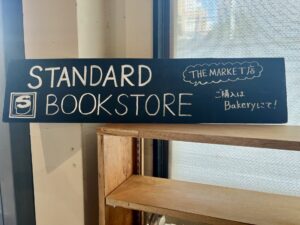 STANDARD
BOOKSTORE
S
THE MARKET店
ご購入は
Bakeryにて!